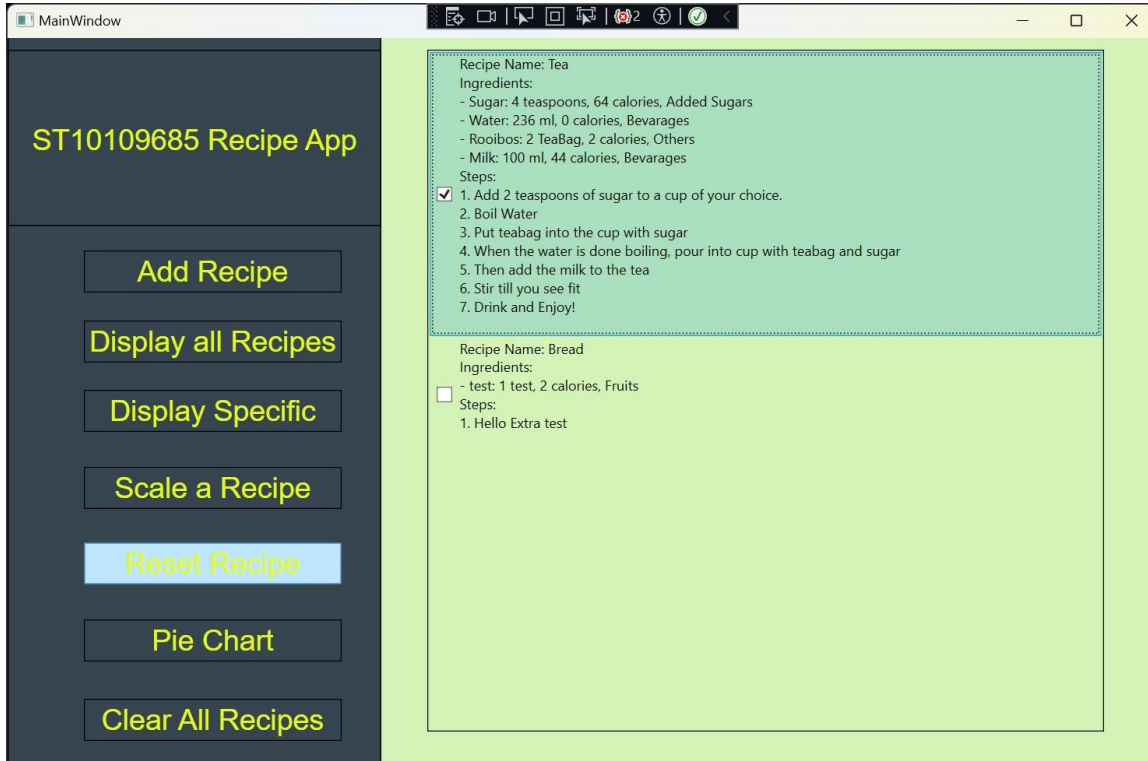 MainWindow
2
ST10109685 Recipe App
Add Recipe
Display all Recipes
Display Specific
Scale a Recipe
Reset Recipe
Pie Chart
Clear All Recipes
Recipe Name: Tea
Ingredients:
- Sugar: 4 teaspoons, 64 calories, Added Sugars
- Water: 236 ml, 0 calories, Bevarages
- Rooibos: 2 TeaBag, 2 calories, Others
- Milk: 100 ml, 44 calories, Bevarages
Steps:
1. Add 2 teaspoons of sugar to a cup of your choice.
2. Boil Water
3. Put teabag into the cup with sugar
4. When the water is done boiling, pour into cup with teabag and sugar
5. Then add the milk to the tea
6. Stir till you see fit
7. Drink and Enjoy!
Recipe Name: Bread
Ingredients:
- test: 1 test, 2 calories, Fruits
Steps:
1. Hello Extra test